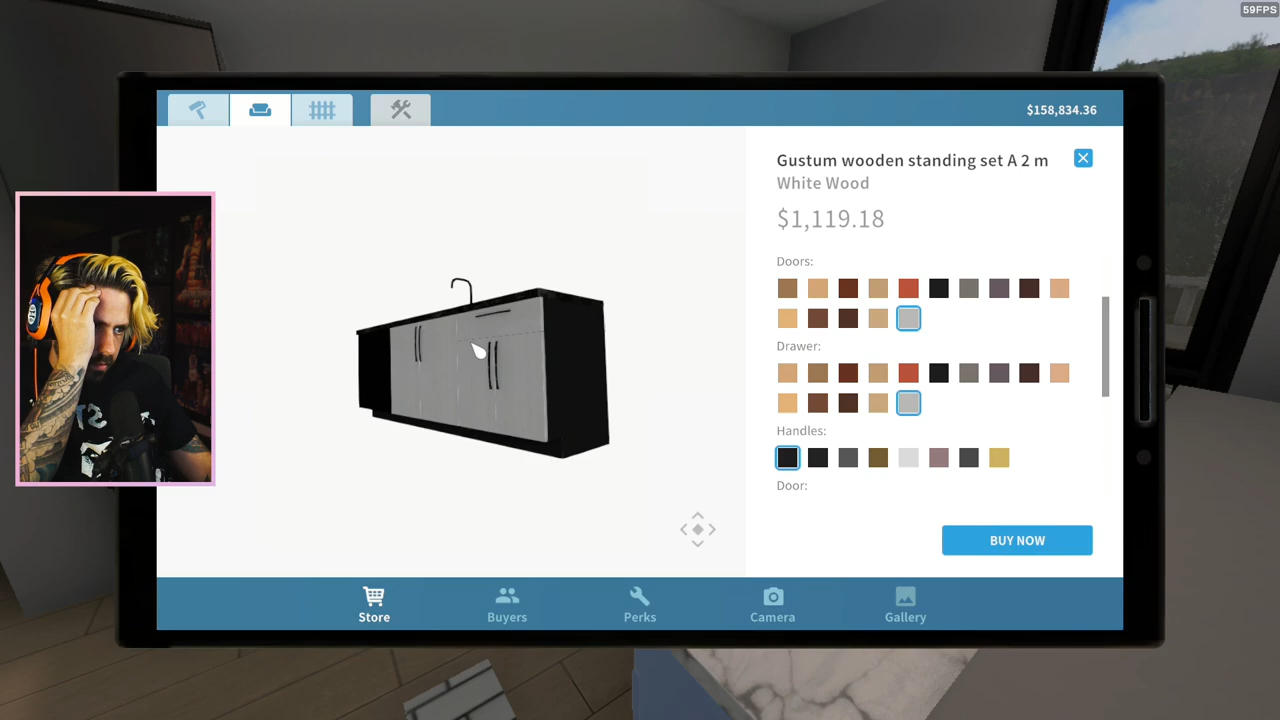 59FPS
$158,834.36
Gustum wooden standing set A 2 m
White Wood
$1,119.18
Doors:
Drawer:
Handles:
Door:
BUY NOW
Store
Buyers
Perks
Camera
Gallery